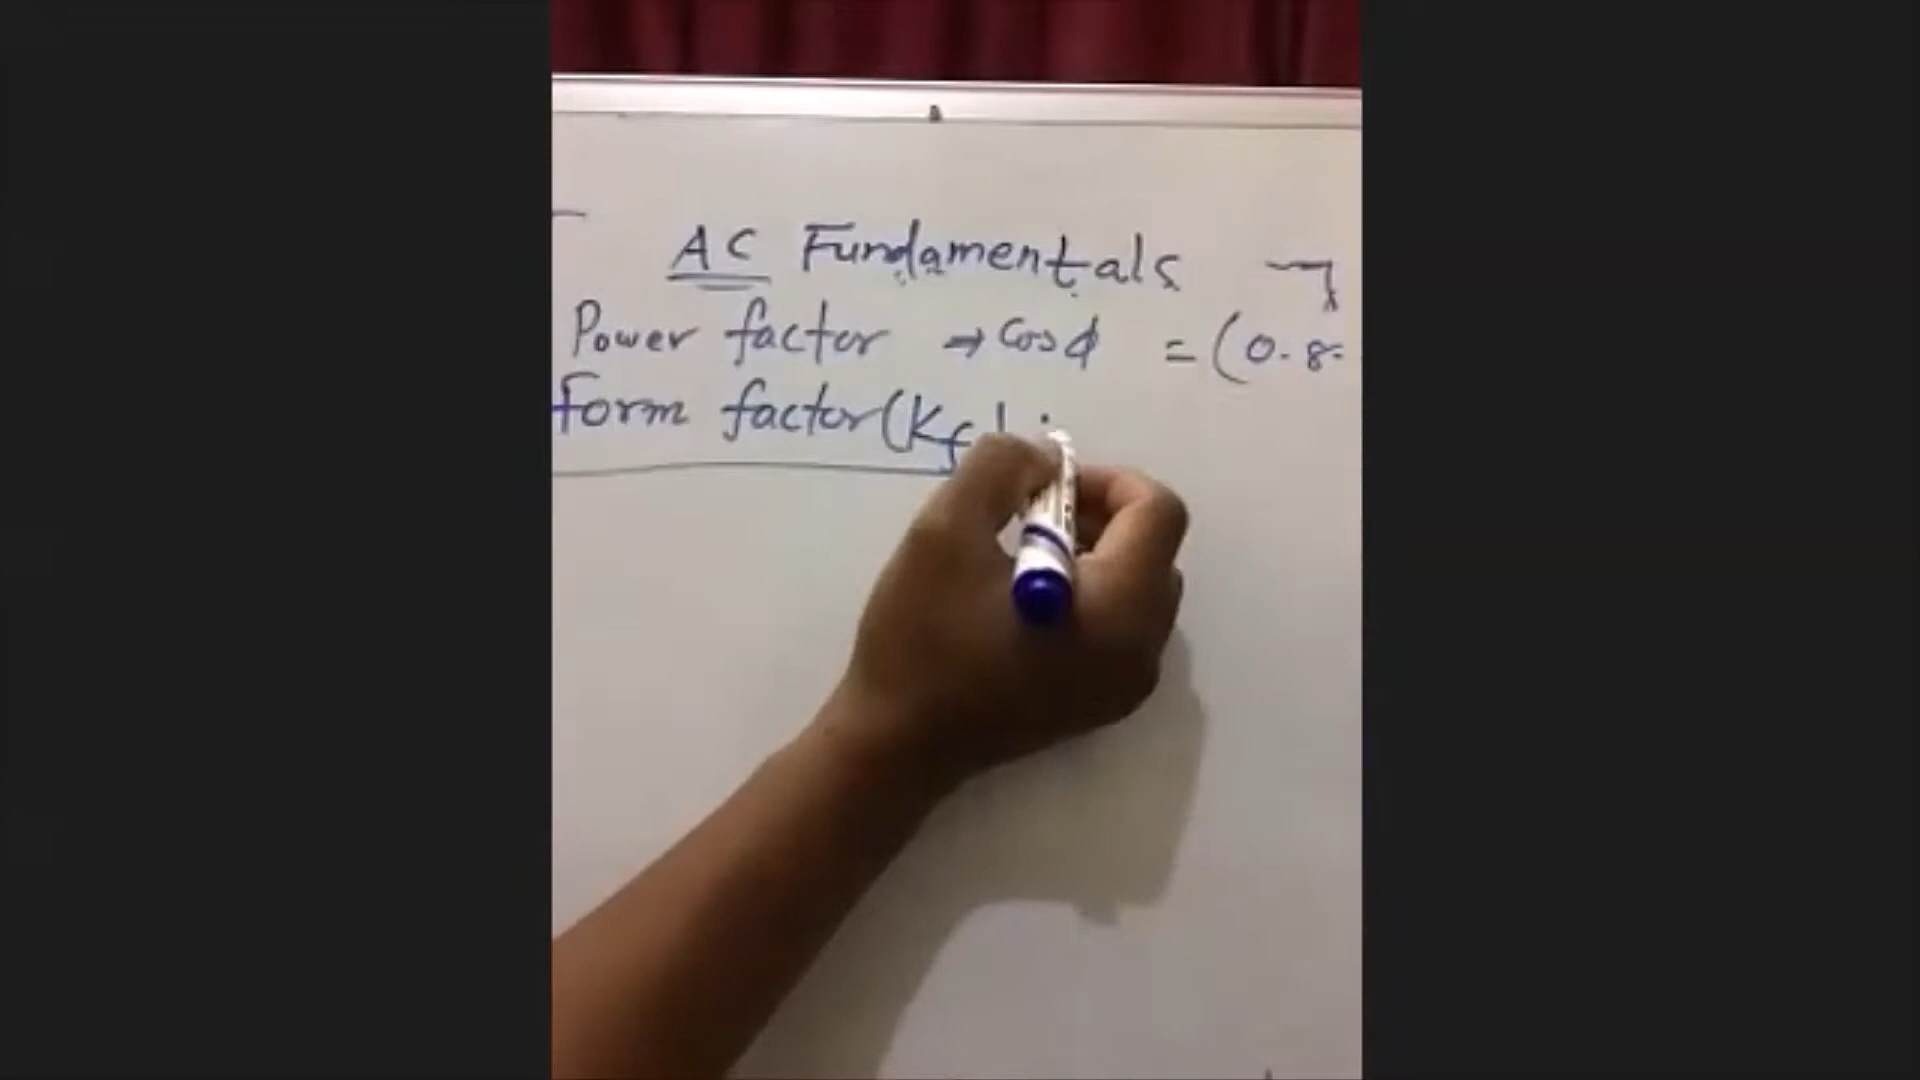 AC Fundamentals
Power factor → cos ϕ = (0.8
Form factor (Kf)